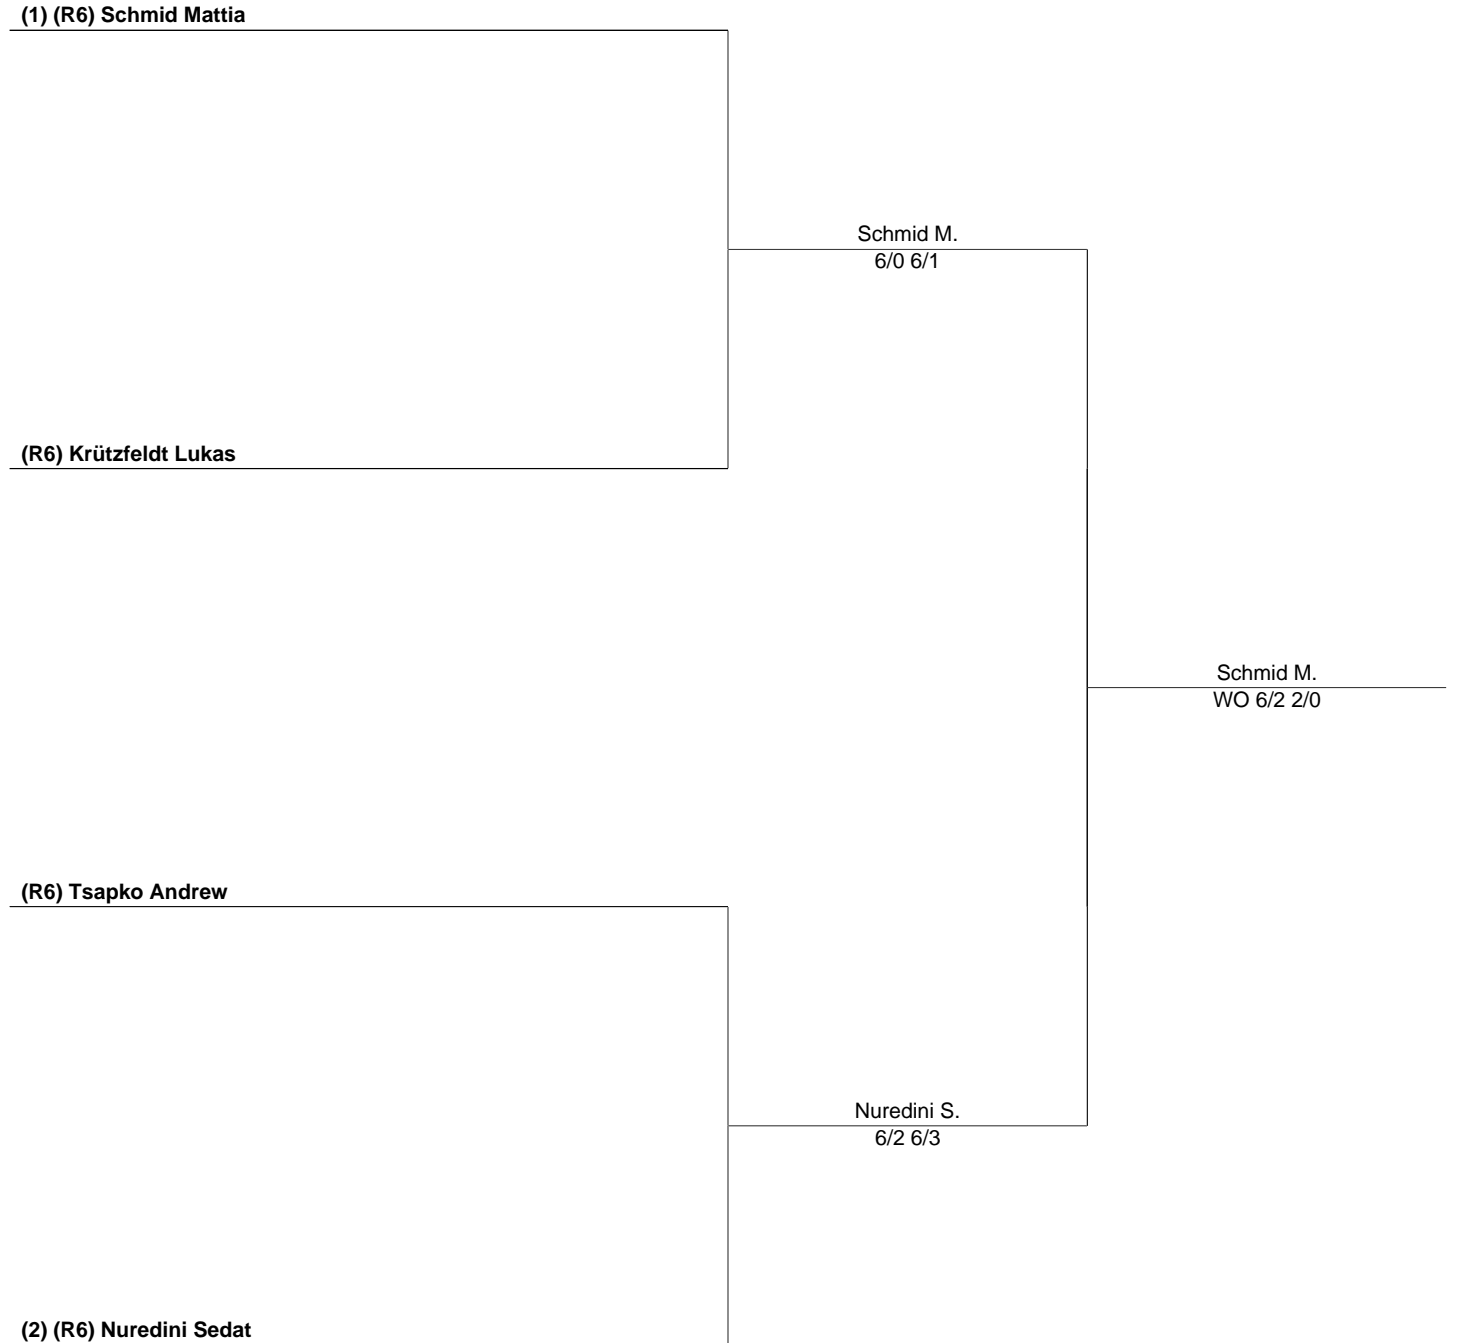 (1) (R6) Schmid Mattia
Schmid M.
6/0 6/1
(R6) Krützfeldt Lukas
Schmid M.
WO 6/2 2/0
(R6) Tsapko Andrew
Nuredini S.
6/2 6/3
(2) (R6) Nuredini Sedat